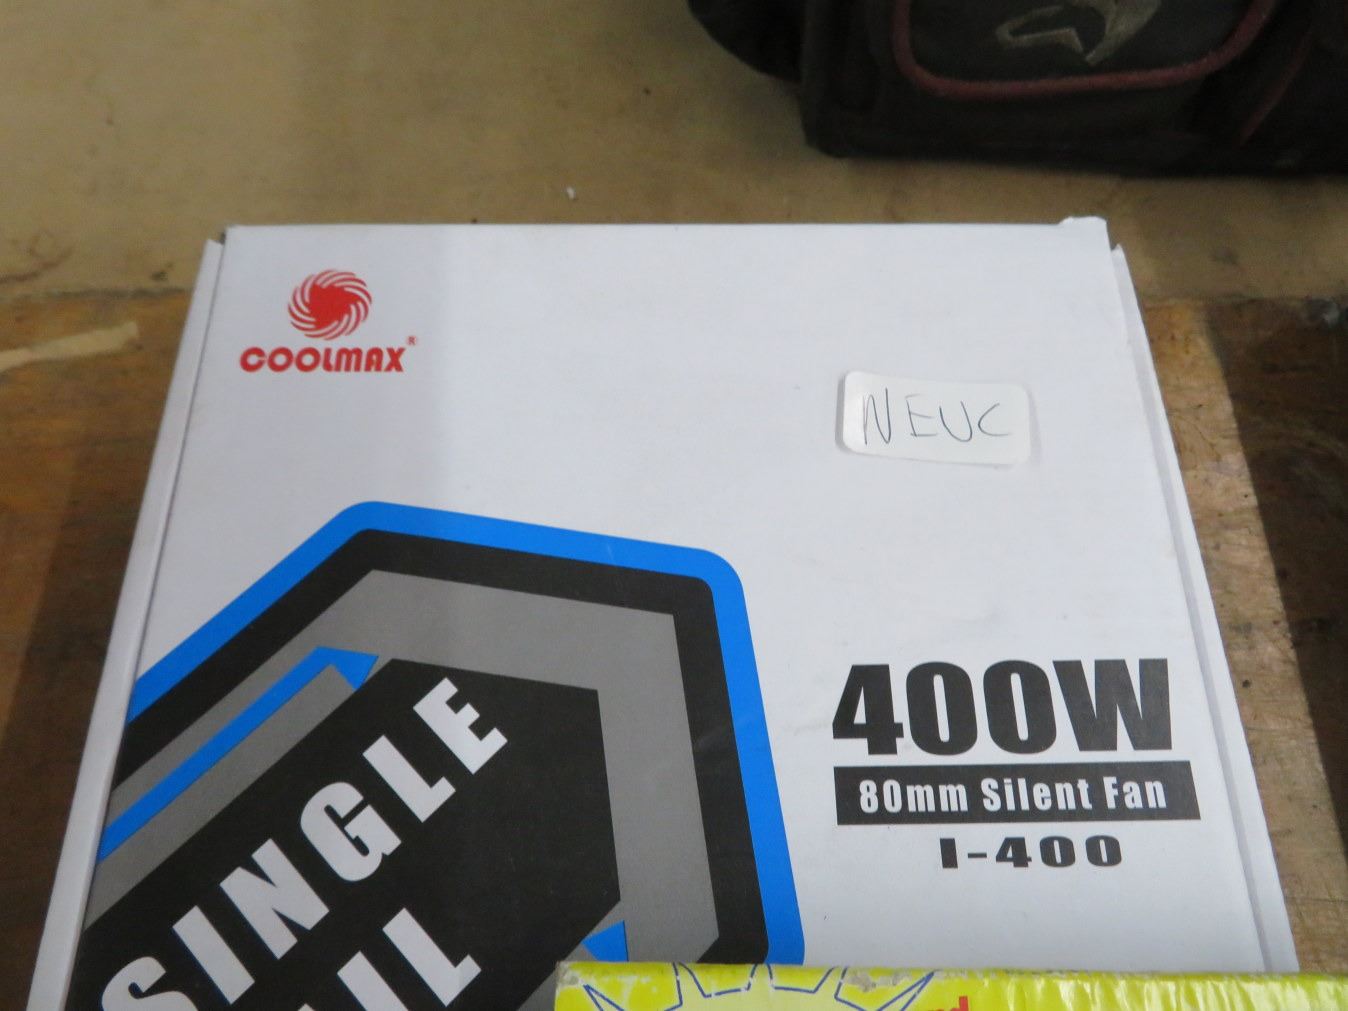 COOLMAX®
NEUC
400W
80mm Silent Fan
I-400
SINGLE